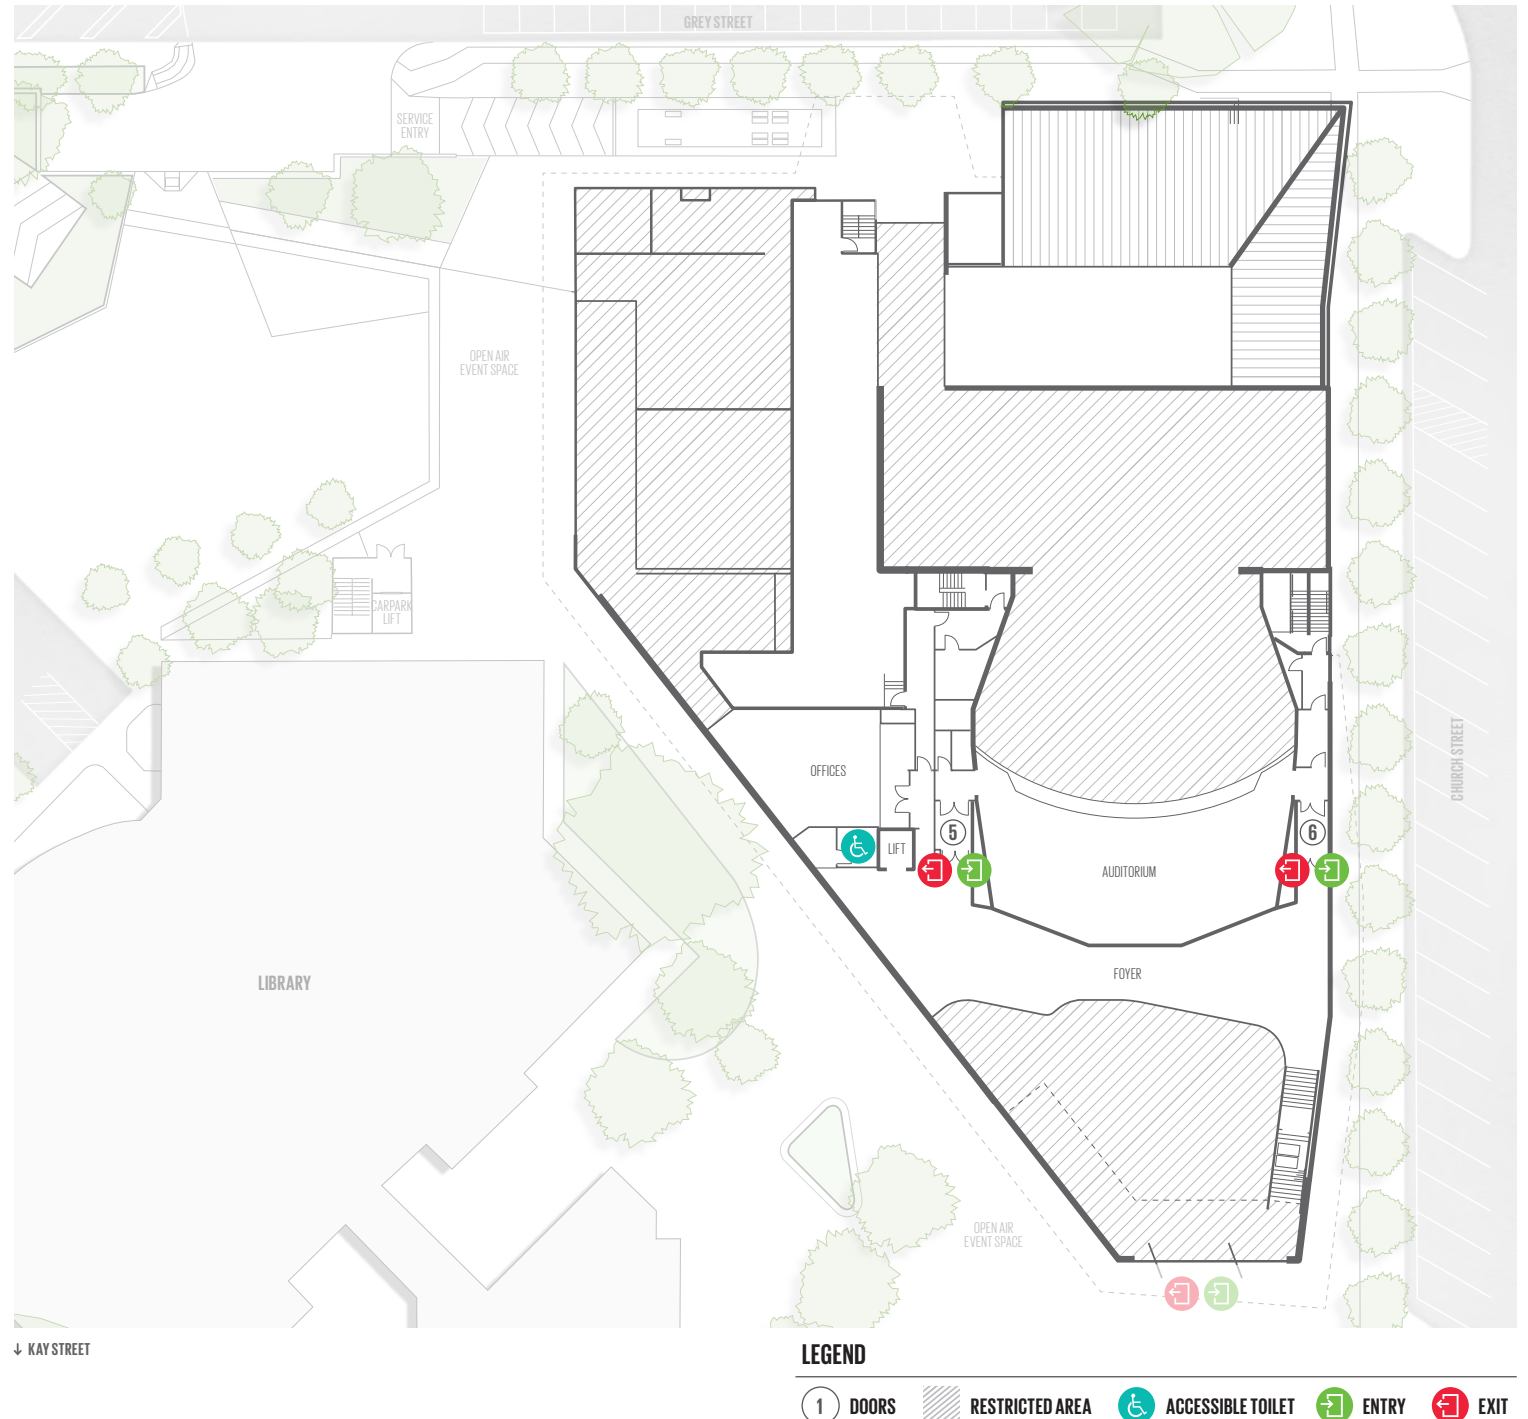 GREY STREET
SERVICE
ENTRY
OPEN AIR
EVENT SPACE
CARPARK
LIFT
CHURCH STREET
OFFICES
LIFT
5
6
AUDITORIUM
FOYER
LIBRARY
OPEN AIR
EVENT SPACE
↓ KAY STREET
LEGEND
1 DOORS RESTRICTED AREA ACCESSIBLE TOILET ENTRY EXIT